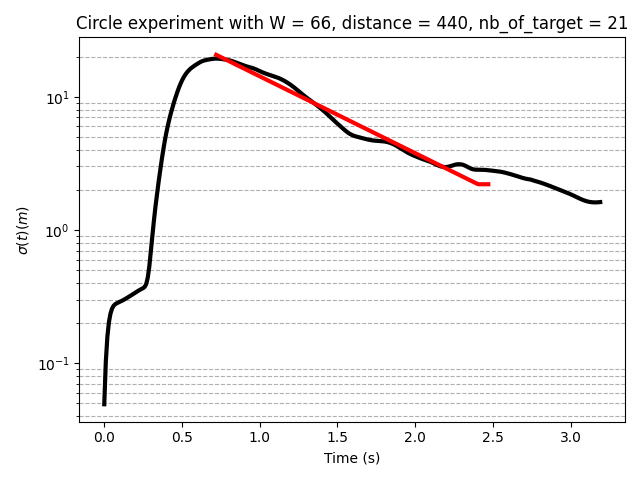 Circle experiment with W = 66, distance = 440, nb_of_target = 21
10¹
10⁰
10⁻¹
σ(t)(m)
0.0 0.5 1.0 1.5 2.0 2.5 3.0
Time (s)